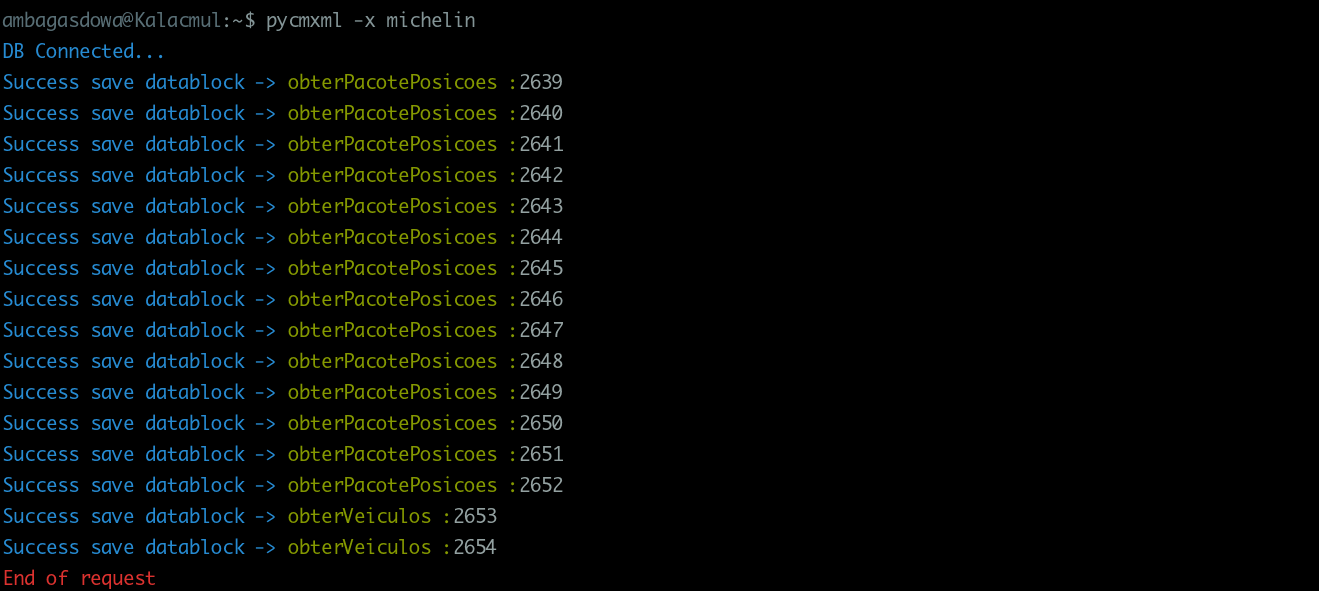 ambagasdowa@Kalacmul:~$ pycmxml -x michelin
DB Connected...
Success save datablock -> obterPacotePosicoes :2639
Success save datablock -> obterPacotePosicoes :2640
Success save datablock -> obterPacotePosicoes :2641
Success save datablock -> obterPacotePosicoes :2642
Success save datablock -> obterPacotePosicoes :2643
Success save datablock -> obterPacotePosicoes :2644
Success save datablock -> obterPacotePosicoes :2645
Success save datablock -> obterPacotePosicoes :2646
Success save datablock -> obterPacotePosicoes :2647
Success save datablock -> obterPacotePosicoes :2648
Success save datablock -> obterPacotePosicoes :2649
Success save datablock -> obterPacotePosicoes :2650
Success save datablock -> obterPacotePosicoes :2651
Success save datablock -> obterPacotePosicoes :2652
Success save datablock -> obterVeiculos :2653
Success save datablock -> obterVeiculos :2654
End of request